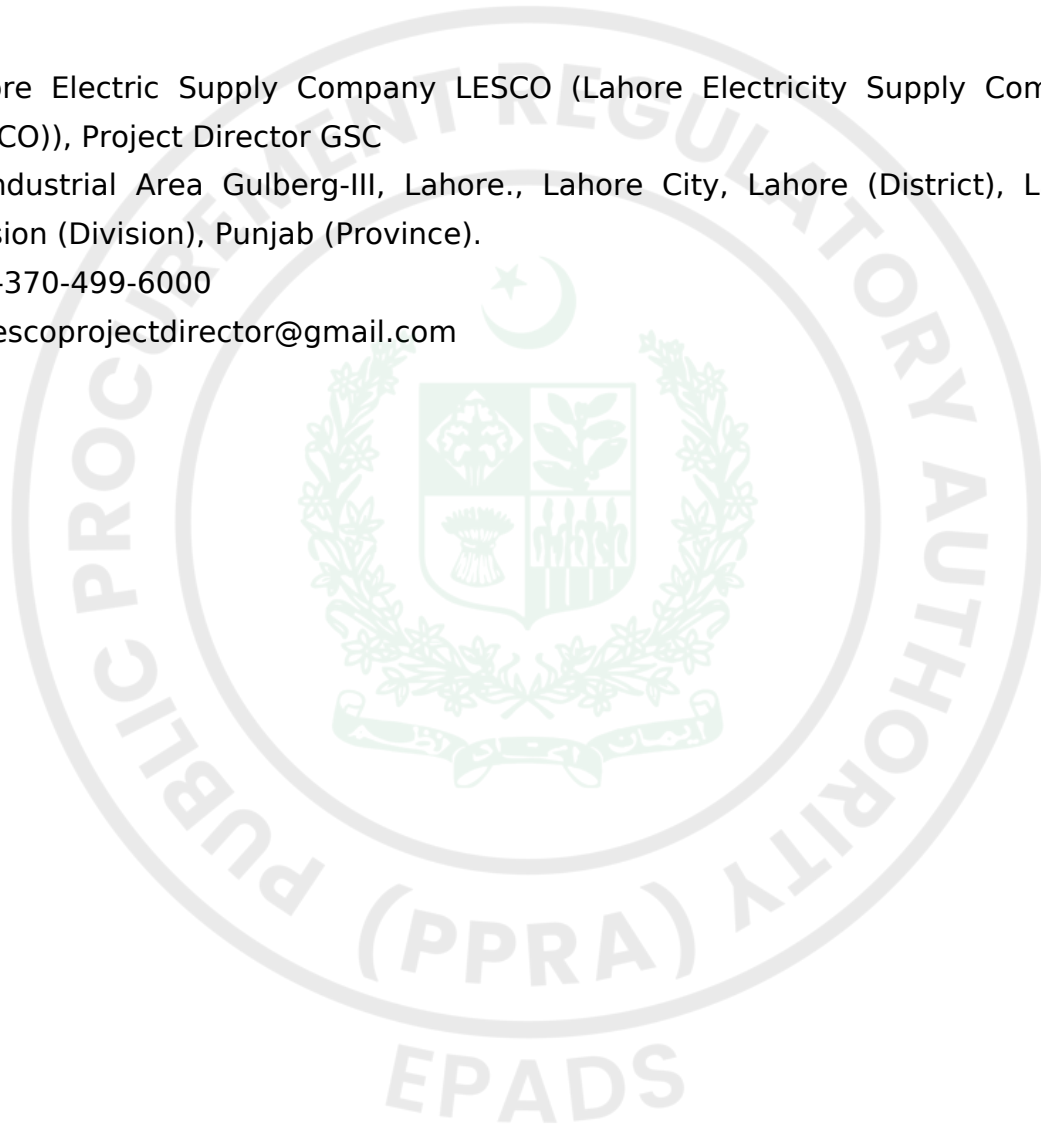 ore Electric Supply Company LESCO (Lahore Electricity Supply Com
CO)), Project Director GSC
ndustrial Area Gulberg-III, Lahore., Lahore City, Lahore (District), L
sion (Division), Punjab (Province).
-370-499-6000
escoprojectdirector@gmail.com
PUBLIC PROCUREMENT REGULATORY AUTHORITY
(PPRA)
EPADS